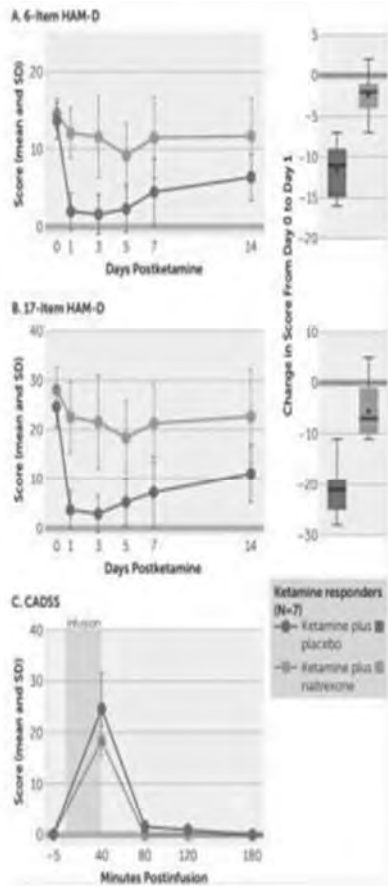 A. 6-Item HAM-D
Score (mean and SD)
20
10
0
0 1 3 5 7 14
Days Postketamine
5
0
-5
-10
-15
-20
Change in Score From Day 0 to Day 1
B. 17-Item HAM-D
Score (mean and SD)
40
30
20
10
0
0 1 3 5 7 14
Days Postketamine
10
0
-10
-20
-30
C. CADSS
Infusion
Score (mean and SD)
40
30
20
10
0
-5 40 80 120 180
Minutes Postinfusion
Ketamine responders
(N=7)
Ketamine plus
placebo
Ketamine plus
naltrexone